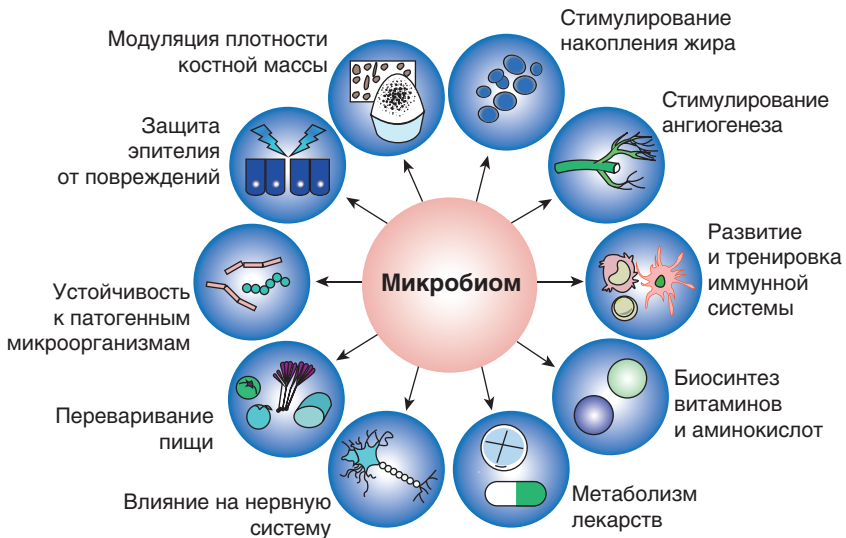 Модуляция плотности
костной массы
Стимулирование
накопления жира
Защита
эпителия
от повреждений
Стимулирование
ангиогенеза
Развитие
и тренировка
иммунной
системы
Микробиом
Устойчивость
к патогенным
микроорганизмам
Биосинтез
витаминов
и аминокислот
Переваривание
пищи
Влияние на нервную
систему
Метаболизм
лекарств